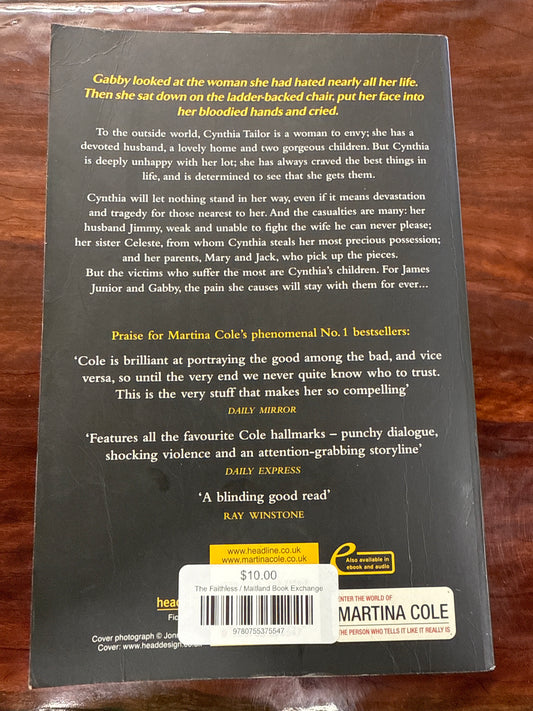 Gabby looked at the woman she had hated nearly all her life.
Then she sat down on the ladder-backed chair, put her face into
her bloodied hands and cried.
To the outside world, Cynthia Tailor is a woman to envy; she has a
devoted husband, a lovely home and two gorgeous children. But Cynthia
is deeply unhappy with her lot; she has always craved the best things in
life, and is determined to see that she gets them.
Cynthia will let nothing stand in her way, even if it means devastation
and tragedy for those nearest to her. And the casualties are many: her
husband Jimmy, weak and unable to fight the wife he can never please;
her sister Celeste, from whom Cynthia steals her most precious possession;
and her parents, Mary and Jack, who pick up the pieces.
But the victims who suffer the most are Cynthia's children. For James
Junior and Gabby, the pain she causes will stay with them for ever...
Praise for Martina Cole's phenomenal No. 1 bestsellers:
‘Cole is brilliant at portraying the good among the bad, and vice
versa, so until the very end we never quite know who to trust.
This is the very stuff that makes her so compelling’
DAILY MIRROR
‘Features all the favourite Cole hallmarks – punchy dialogue,
shocking violence and an attention-grabbing storyline’
DAILY EXPRESS
‘A blinding good read’
RAY WINSTONE
www.headline.co.uk
www.martinacole.co.uk
e
Also available in
ebook and audio
$10.00
The Faithless / Maitland Book Exchange
9780755375547
head
Fic
ENTER THE WORLD OF
MARTINA COLE
THE PERSON WHO TELLS IT LIKE IT REALLY IS
Cover photograph ©
Cover: www.headdesign.co.uk